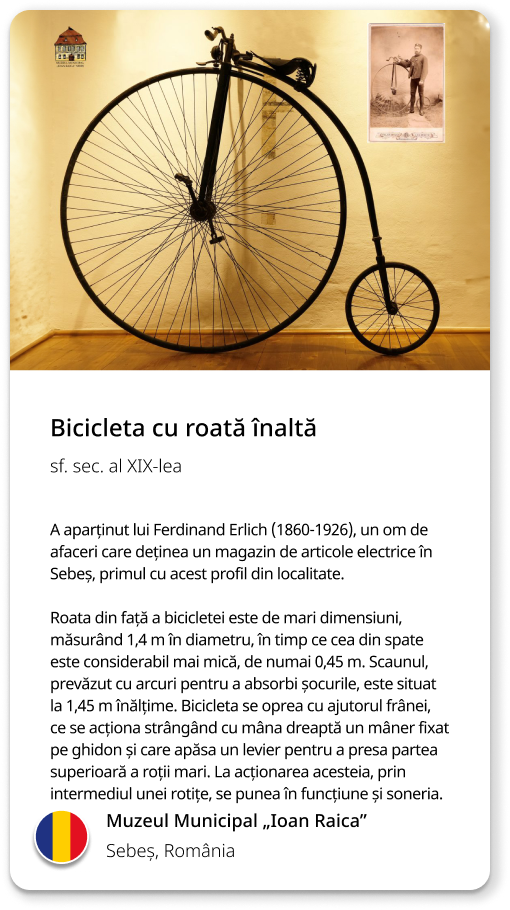 Bicicleta cu roată înaltă
sf. sec. al XIX-lea
A aparținut lui Ferdinand Erlich (1860-1926), un om de
afaceri care deținea un magazin de articole electrice în
Sebeș, primul cu acest profil din localitate.
Roata din față a bicicletei este de mari dimensiuni,
măsurând 1,4 m în diametru, în timp ce cea din spate
este considerabil mai mică, de numai 0,45 m. Scaunul,
prevăzut cu arcuri pentru a absorbi șocurile, este situat
la 1,45 m înălțime. Bicicleta se oprea cu ajutorul frânei,
ce se acționa strângând cu mâna dreaptă un mâner fixat
pe ghidon și care apăsa un levier pentru a presa partea
superioară a roții mari. La acționarea acesteia, prin
intermediul unei rotițe, se punea în funcțiune și soneria.
Muzeul Municipal „Ioan Raica”
Sebeș, România